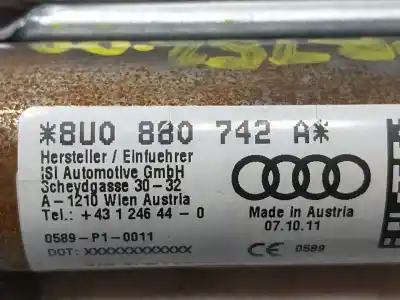 *8U0 880 742 A*
Hersteller / Einfuehrer
iSi Automotive GmbH
Scheydgasse 30-32
A-1210 Wien Austria
Tel.: +43 1 246 44 - 0
Made in Austria
07.10.11
0589-P1-0011
CE 0589
DOT: XXXXXXXXXXXXX